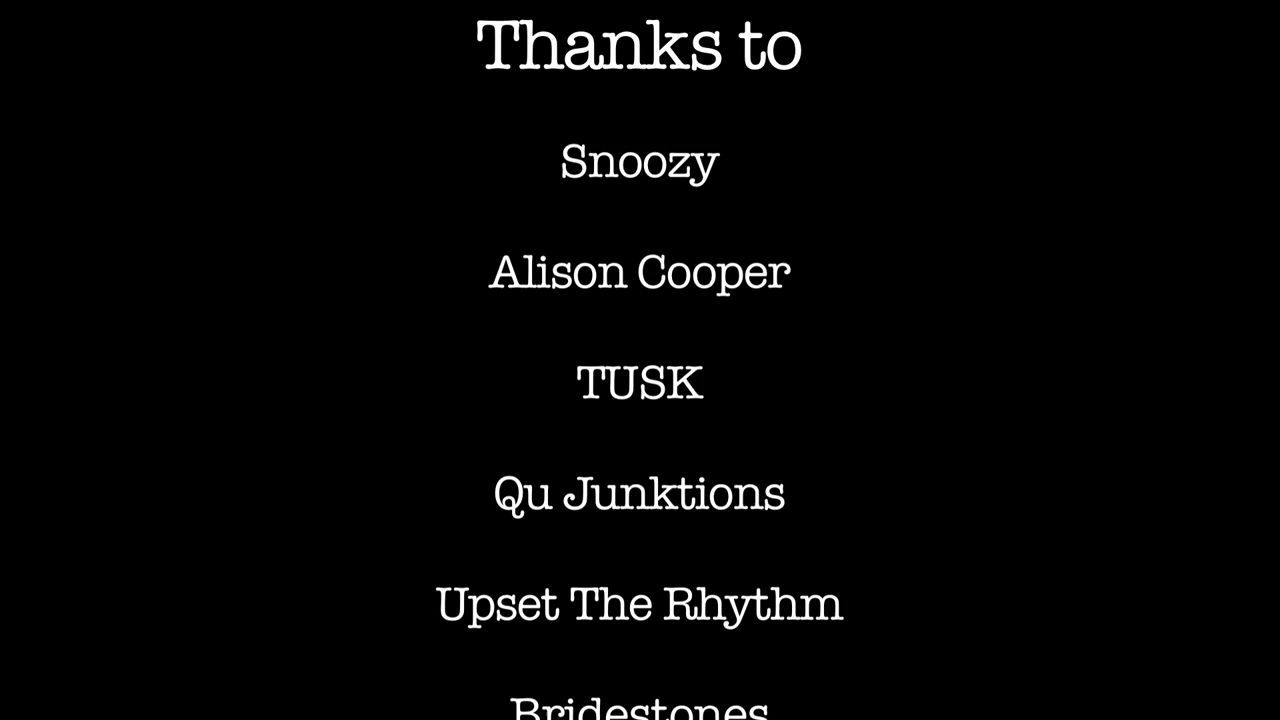 Thanks to
Snoozy
Alison Cooper
TUSK
Qu Junktions
Upset The Rhythm
Bridestones